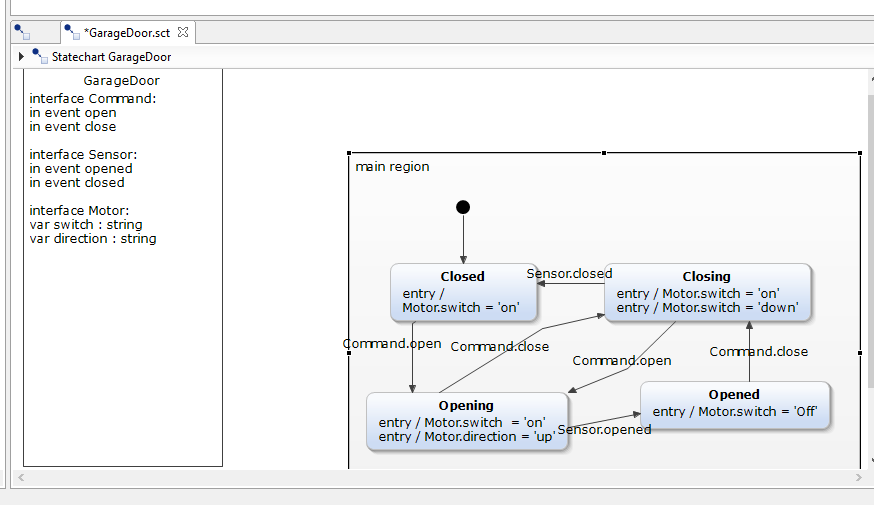 *GarageDoor.sct
Statechart GarageDoor
GarageDoor
interface Command:
in event open
in event close
interface Sensor:
in event opened
in event closed
interface Motor:
var switch : string
var direction : string
main region
Closed
entry /
Motor.switch = 'on'
Sensor.closed
Closing
entry / Motor.switch = 'on'
entry / Motor.switch = 'down'
Command.open
Command.close
Command.open
Command.close
Opening
entry / Motor.switch  = 'on'
entry / Motor.direction = 'up'
Sensor.opened
Opened
entry / Motor.switch = 'Off'